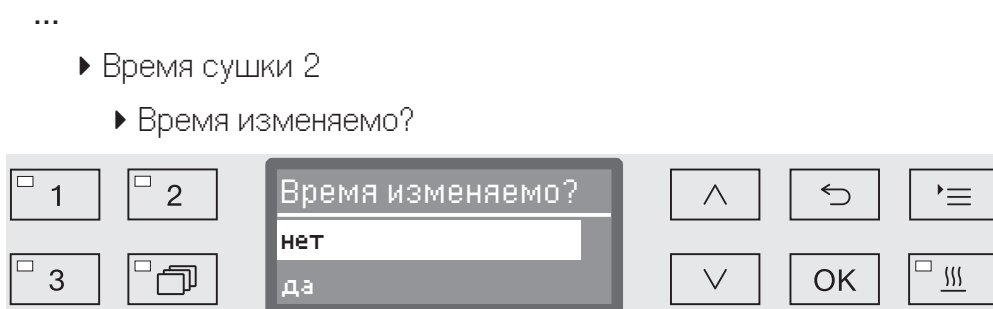 ...
▶ Время сушки 2
▶ Время изменяемо?
1 2 Время изменяемо?
нет
3 да OK